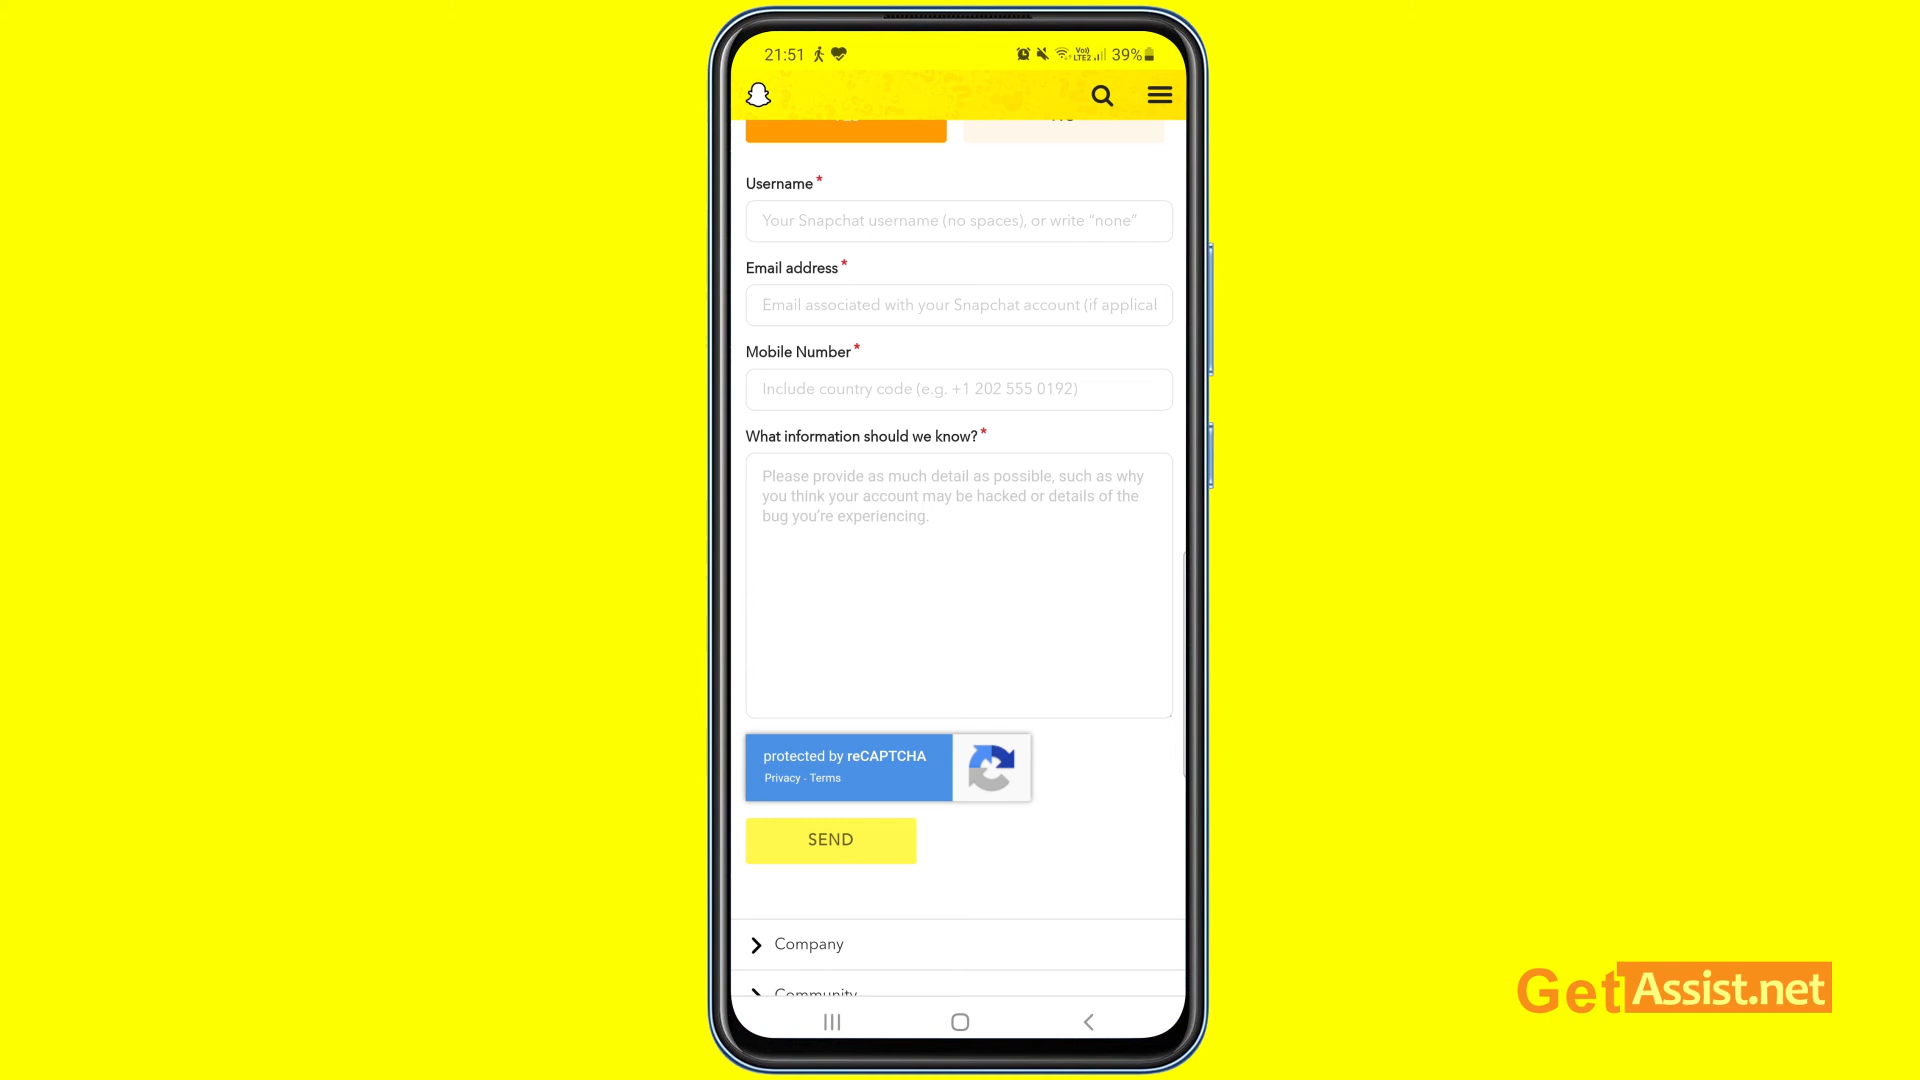 21:51
Vo)) LTE2 39%
Username *
Your Snapchat username (no spaces), or write “none”
Email address *
Email associated with your Snapchat account (if applical
Mobile Number *
Include country code (e.g. +1 202 555 0192)
What information should we know? *
Please provide as much detail as possible, such as why
you think your account may be hacked or details of the
bug you're experiencing.
protected by reCAPTCHA
Privacy - Terms
SEND
Company
Community
GetAssist.net